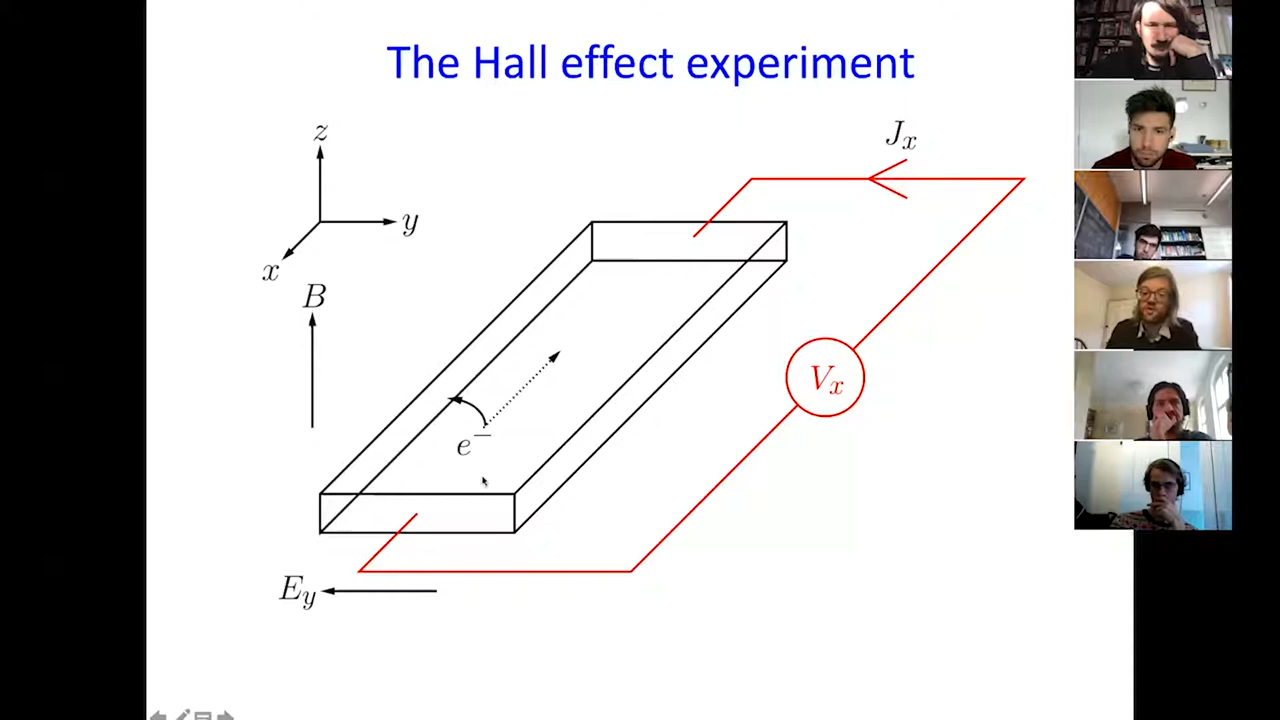 The Hall effect experiment
J_x
z
y
x
B
V_x
e^−
E_y